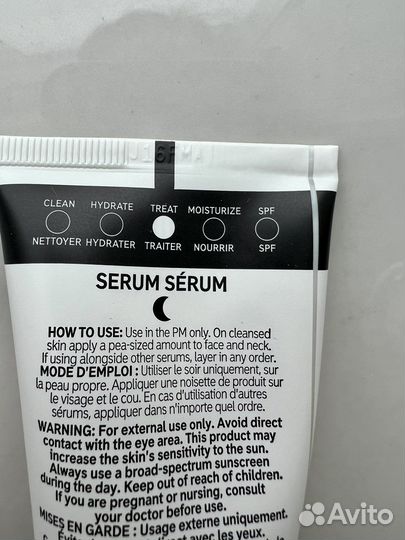 CLEAN HYDRATE TREAT MOISTURIZE SPF
NETTOYER HYDRATER TRAITER NOURRIR SPF
SERUM SÉRUM
HOW TO USE: Use in the PM only. On cleansed
skin apply a pea-sized amount to face and neck.
If using alongside other serums, layer in any order.
MODE D'EMPLOI : Utiliser le soir uniquement, sur
la peau propre. Appliquer une noisette de produit sur
le visage et le cou. En cas d'utilisation d'autres
sérums, appliquer dans n'importe quel ordre.
WARNING: For external use only. Avoid direct
contact with the eye area. This product may
increase the skin's sensitivity to the sun.
Always use a broad-spectrum sunscreen
during the day. Keep out of reach of children.
If you are pregnant or nursing, consult
your doctor before use.
MISES EN GARDE : Usage externe uniquement.
direct avec les yeux.
Avito